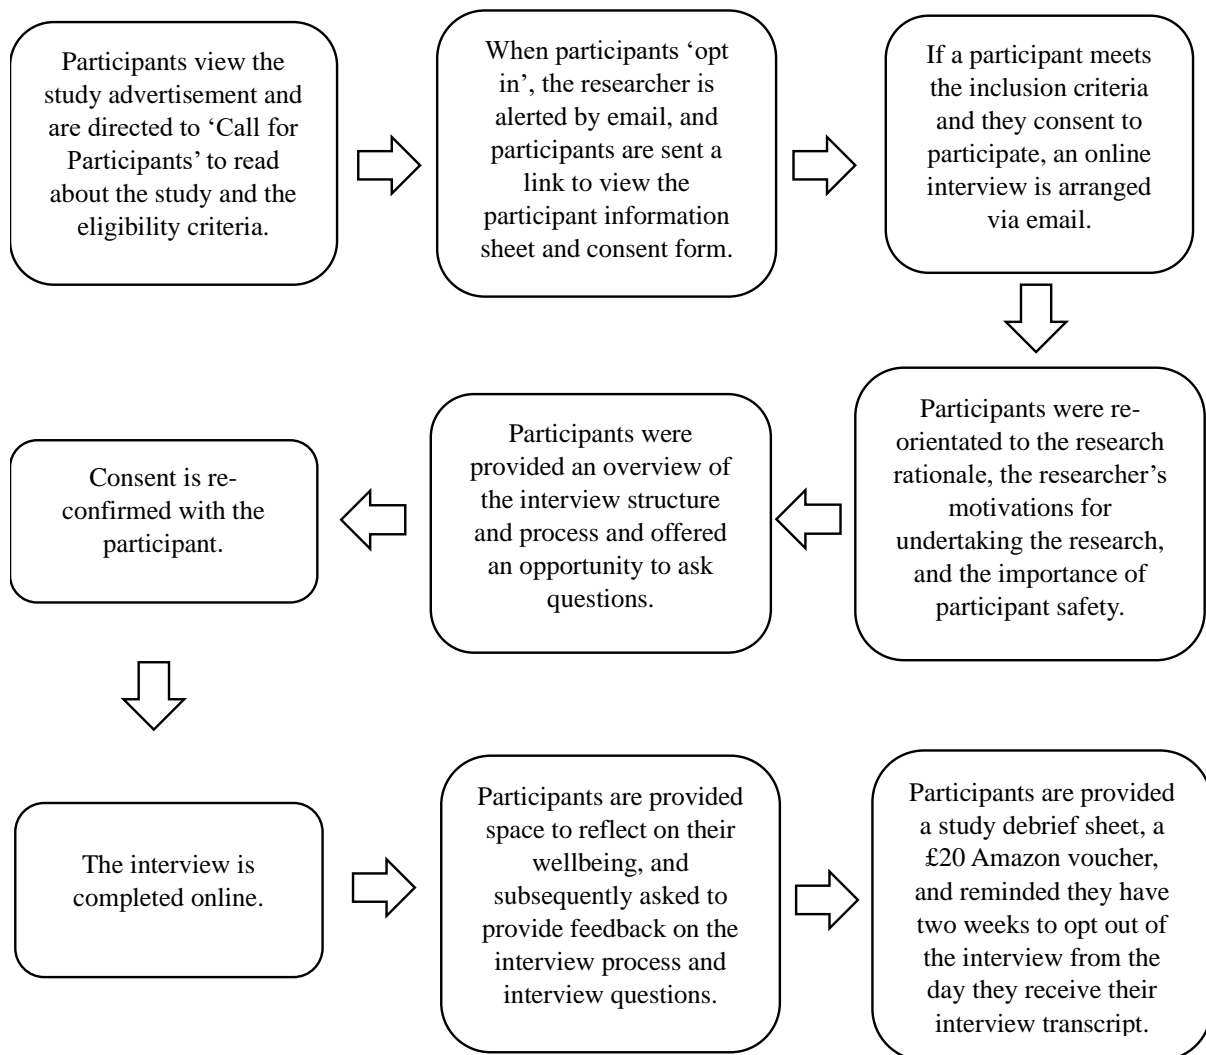 Participants view the
study advertisement and
are directed to ‘Call for
Participants’ to read
about the study and the
eligibility criteria.
When participants ‘opt
in’, the researcher is
alerted by email, and
participants are sent a
link to view the
participant information
sheet and consent form.
If a participant meets
the inclusion criteria
and they consent to
participate, an online
interview is arranged
via email.
Participants were re-
orientated to the research
rationale, the researcher’s
motivations for
undertaking the research,
and the importance of
participant safety.
Participants were
provided an overview of
the interview structure
and process and offered
an opportunity to ask
questions.
Consent is re-
confirmed with the
participant.
The interview is
completed online.
Participants are provided
space to reflect on their
wellbeing, and
subsequently asked to
provide feedback on the
interview process and
interview questions.
Participants are provided
a study debrief sheet, a
£20 Amazon voucher,
and reminded they have
two weeks to opt out of
the interview from the
day they receive their
interview transcript.